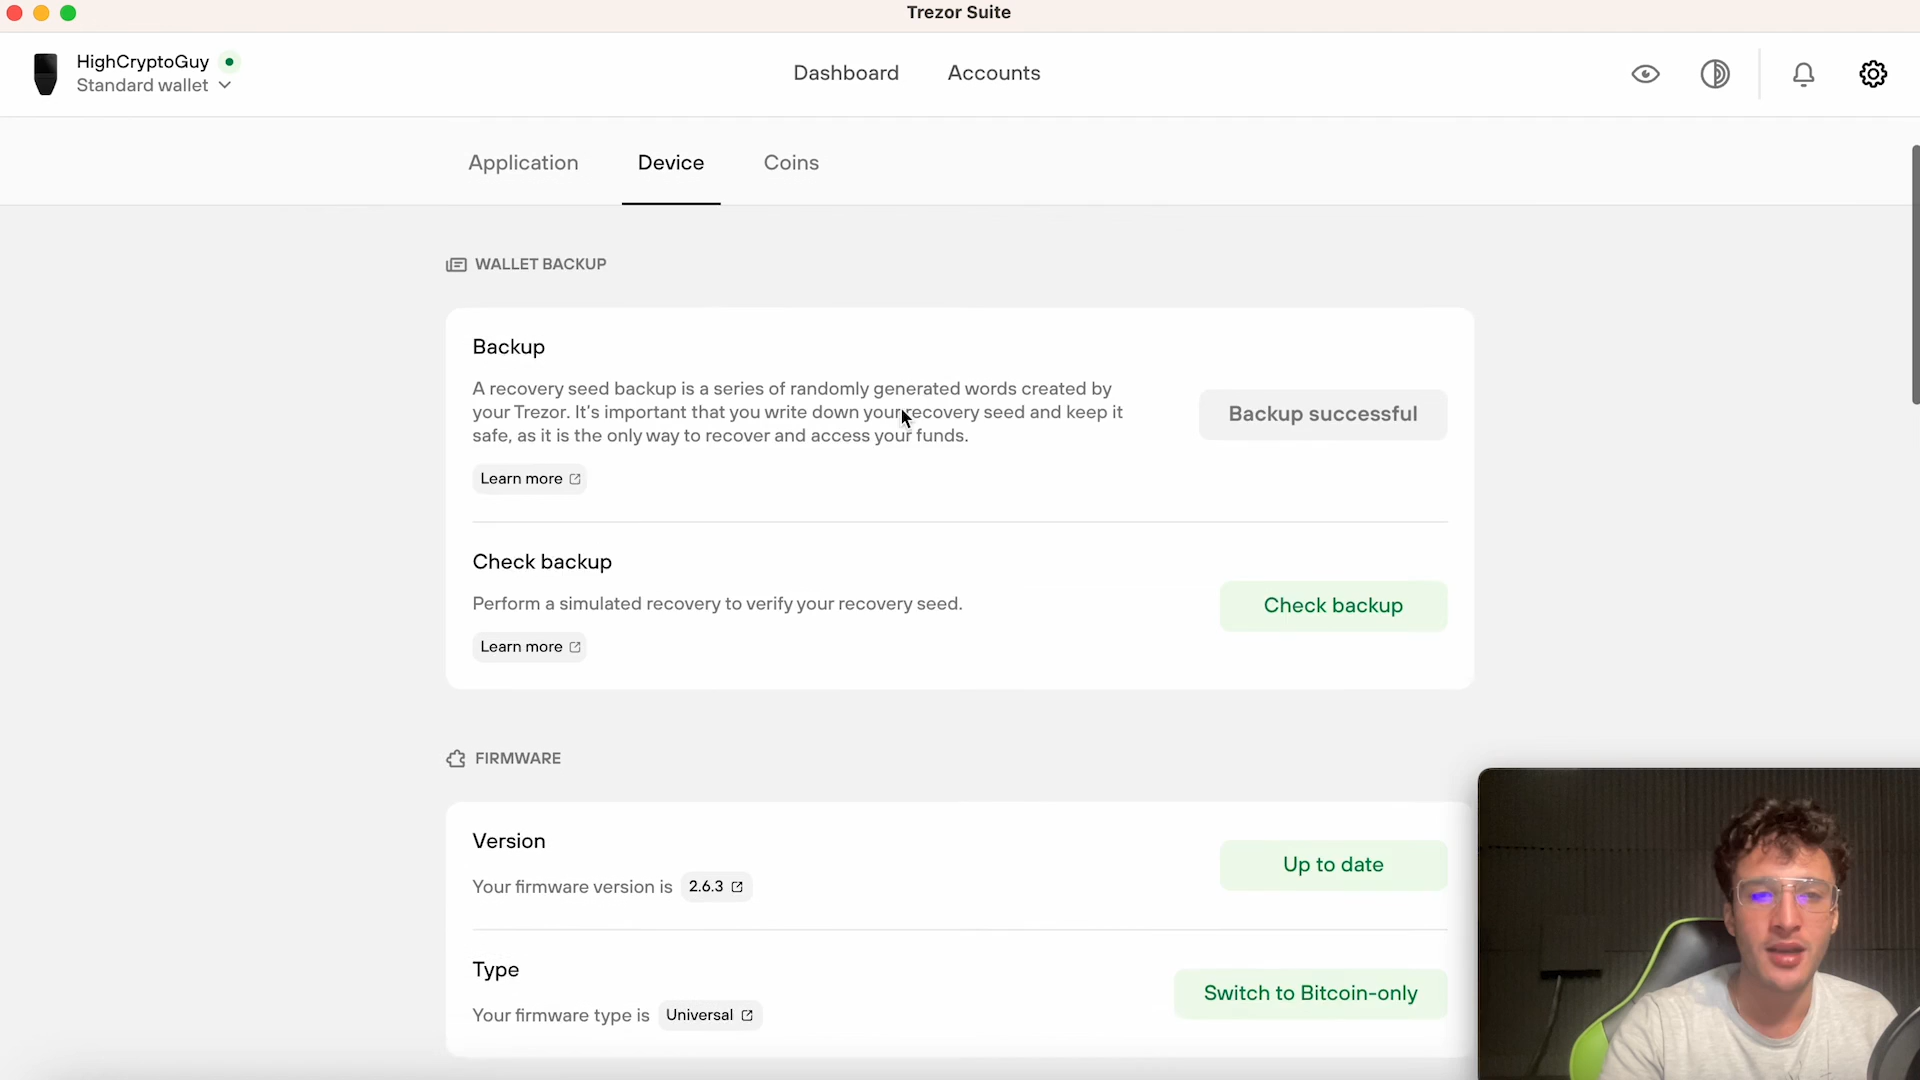 Trezor Suite
HighCryptoGuy
Standard wallet
Dashboard
Accounts
Application
Device
Coins
WALLET BACKUP
Backup
A recovery seed backup is a series of randomly generated words created by
your Trezor. It's important that you write down your recovery seed and keep it
safe, as it is the only way to recover and access your funds.
Backup successful
Learn more
Check backup
Perform a simulated recovery to verify your recovery seed.
Check backup
Learn more
FIRMWARE
Version
Your firmware version is 2.6.3
Up to date
Type
Your firmware type is Universal
Switch to Bitcoin-only